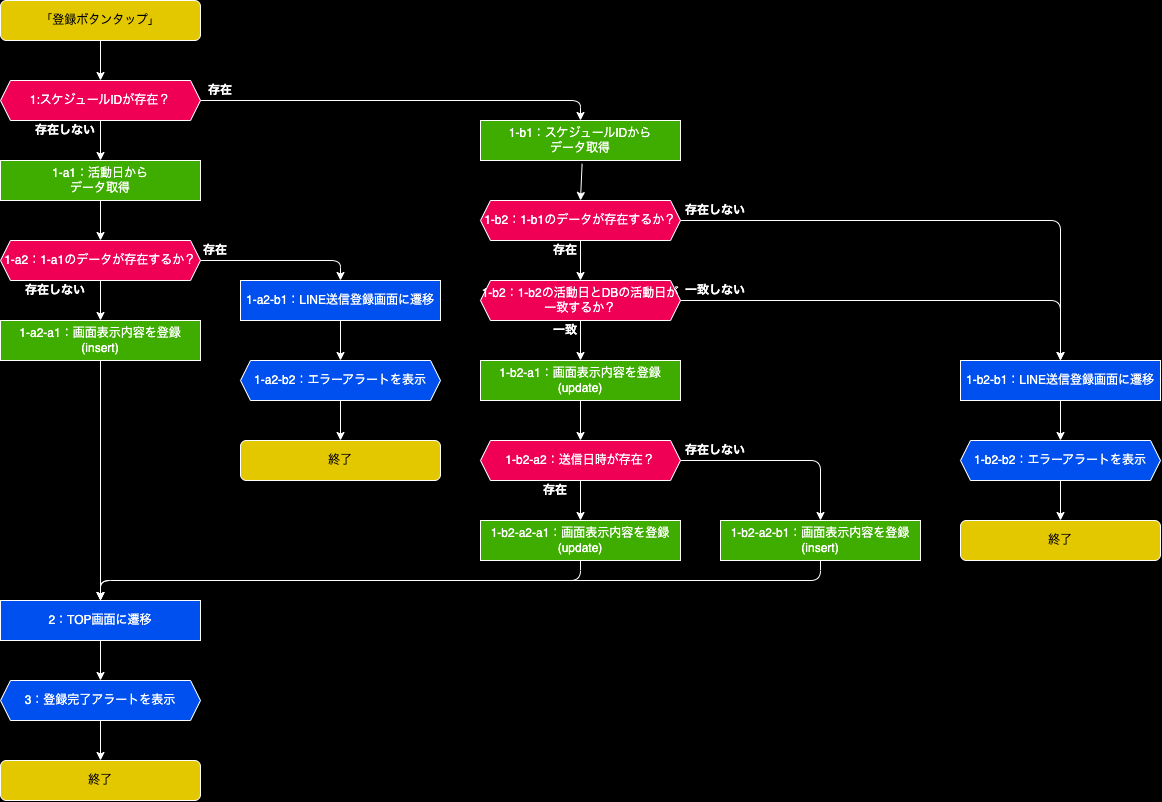 「登録ボタンタップ」
1:スケジュールIDが存在？
存在
存在しない
1-b1：スケジュールIDから
データ取得
1-a1：活動日から
データ取得
1-b2：1-b1のデータが存在するか？
存在しない
存在
1-a2：1-a1のデータが存在するか？
存在
存在しない
1-b2：1-b2の活動日とDBの活動日が
一致するか？
一致しない
一致
1-a2-b1：LINE送信登録画面に遷移
1-a2-a1：画面表示内容を登録
(insert)
1-a2-b2：エラーアラートを表示
1-b2-a1：画面表示内容を登録
(update)
1-b2-b1：LINE送信登録画面に遷移
終了
1-b2-a2：送信日時が存在？
存在しない
存在
1-b2-b2：エラーアラートを表示
1-b2-a2-a1：画面表示内容を登録
(update)
1-b2-a2-b1：画面表示内容を登録
(insert)
終了
2：TOP画面に遷移
3：登録完了アラートを表示
終了